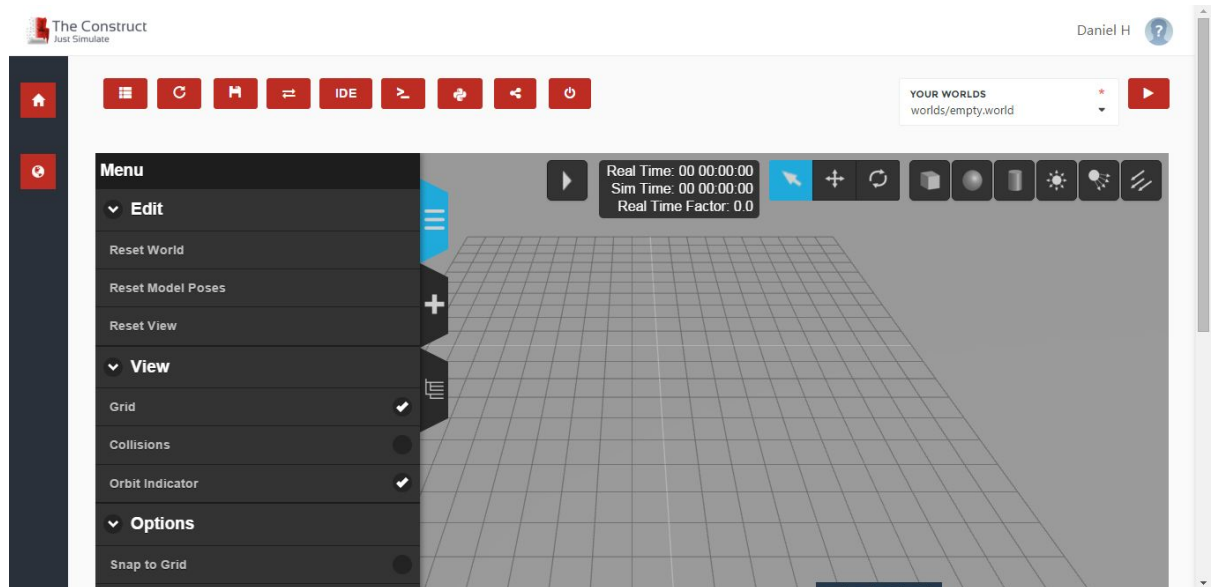 The Construct
Just Simulate
Daniel H
IDE
YOUR WORLDS *
worlds/empty.world
Menu
Edit
Reset World
Reset Model Poses
Reset View
View
Grid
Collisions
Orbit Indicator
Options
Snap to Grid
Real Time: 00 00:00:00
Sim Time: 00 00:00:00
Real Time Factor: 0.0